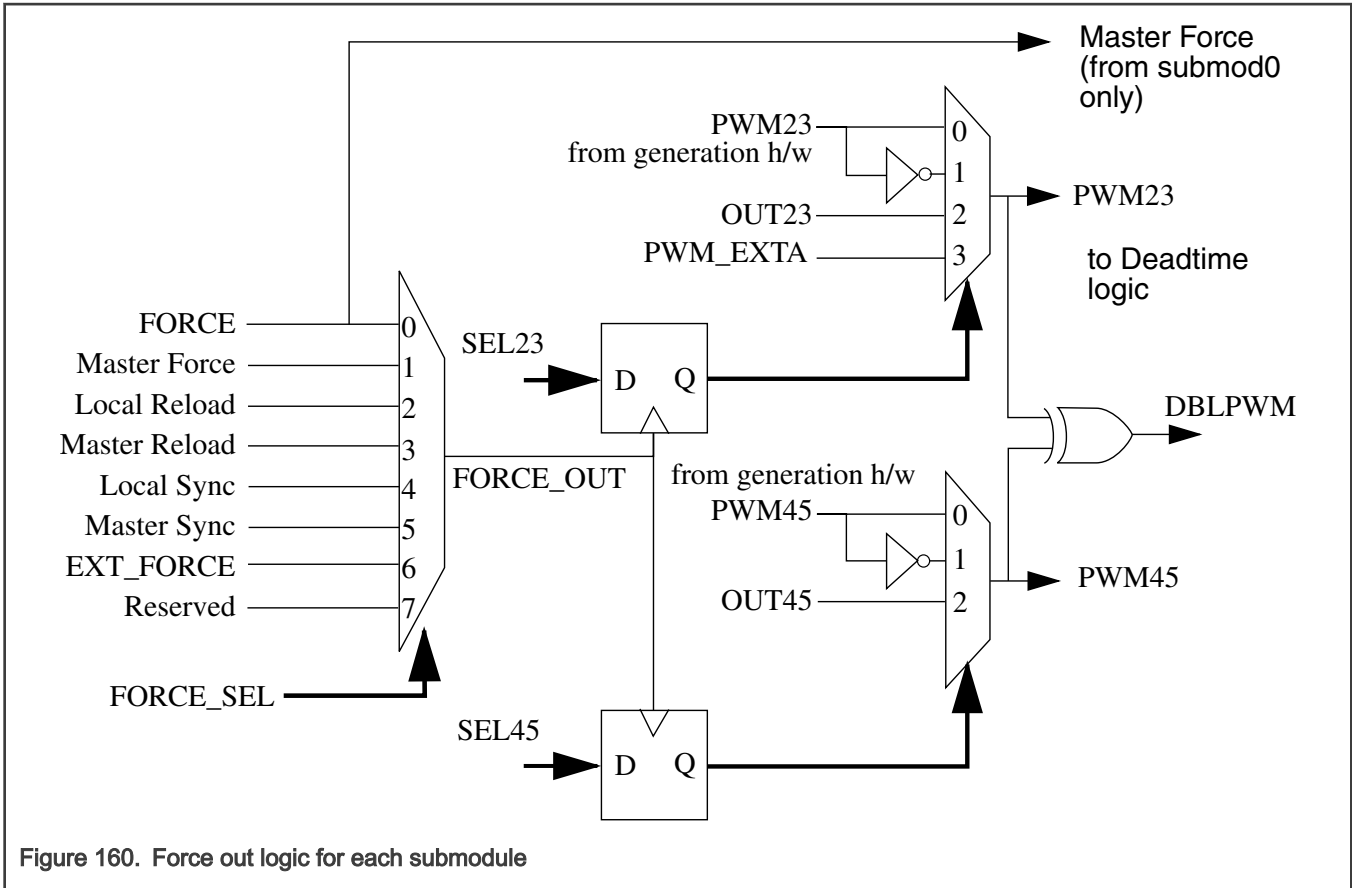 Master Force
(from submod0
only)
PWM23
from generation h/w
0
1
OUT23
2
PWM_EXTA
3
PWM23
to Deadtime
logic
FORCE
0
Master Force
1
Local Reload
2
Master Reload
3
Local Sync
4
Master Sync
5
EXT_FORCE
6
Reserved
7
FORCE_SEL
SEL23
D Q
FORCE_OUT
DBLPWM
from generation h/w
PWM45
0
1
OUT45
2
PWM45
SEL45
D Q
Figure 160. Force out logic for each submodule